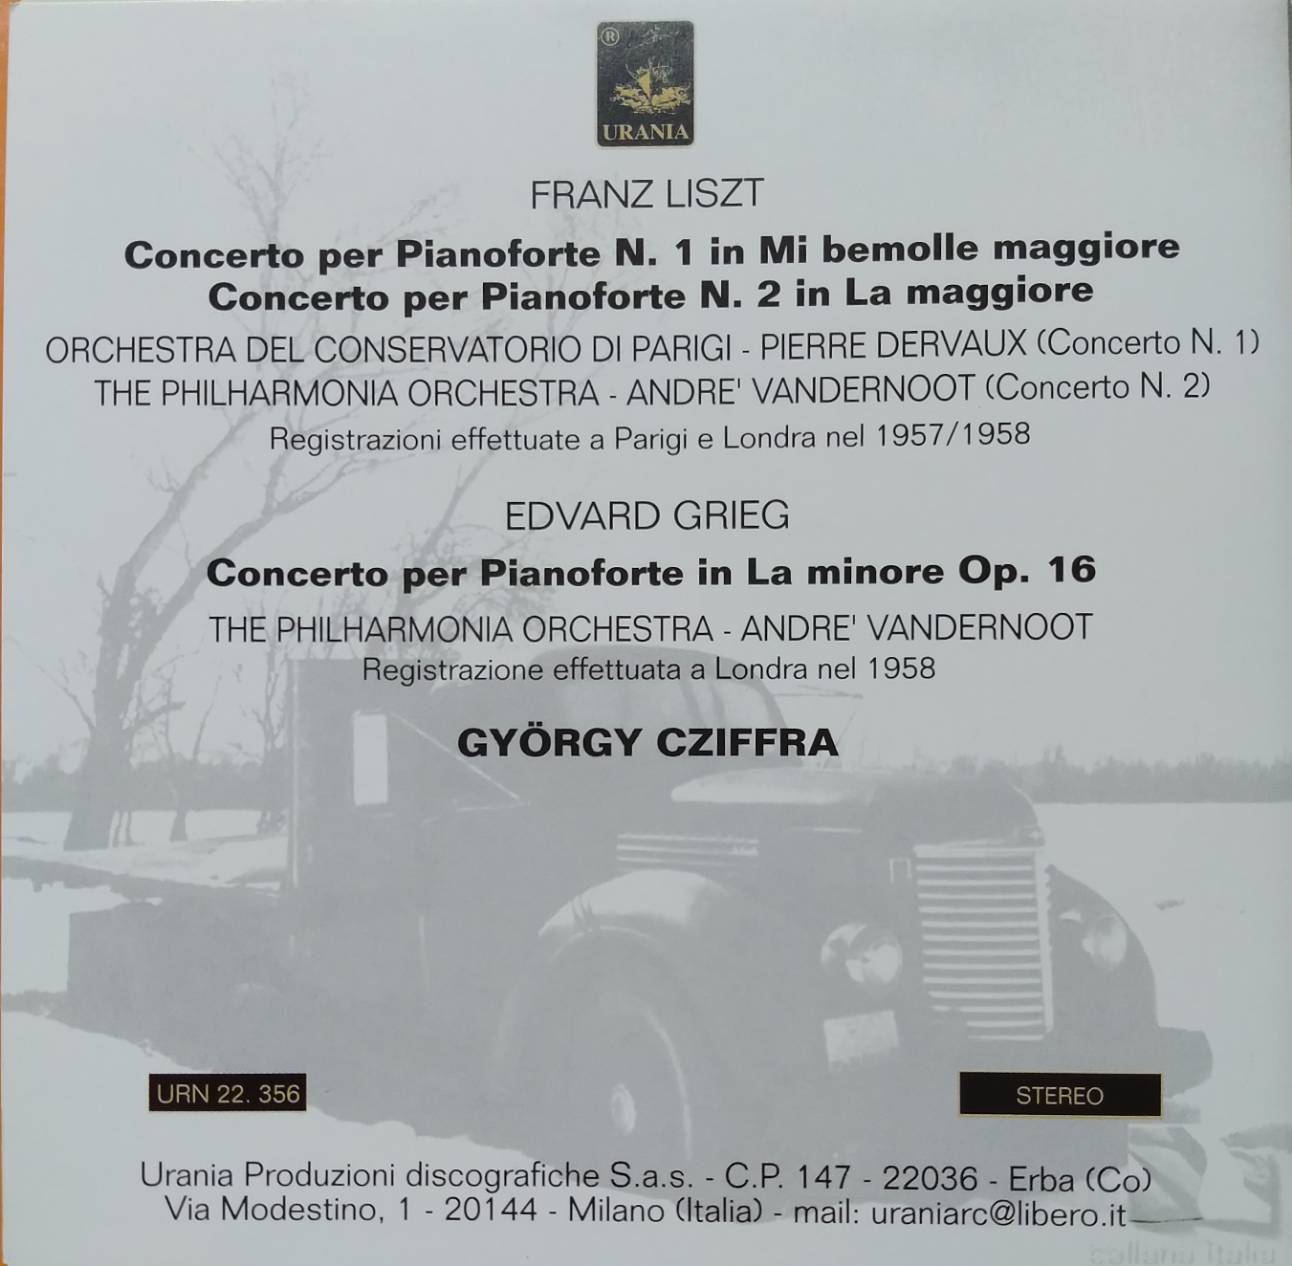 ®
URANIA
FRANZ LISZT
Concerto per Pianoforte N. 1 in Mi bemolle maggiore
Concerto per Pianoforte N. 2 in La maggiore
ORCHESTRA DEL CONSERVATORIO DI PARIGI - PIERRE DERVAUX (Concerto N. 1)
THE PHILHARMONIA ORCHESTRA - ANDRE' VANDERNOOT (Concerto N. 2)
Registrazioni effettuate a Parigi e Londra nel 1957/1958
EDVARD GRIEG
Concerto per Pianoforte in La minore Op. 16
THE PHILHARMONIA ORCHESTRA - ANDRE' VANDERNOOT
Registrazione effettuata a Londra nel 1958
GYÖRGY CZIFFRA
URN 22. 356
STEREO
Urania Produzioni discografiche S.a.s. - C.P. 147 - 22036 - Erba (Co)
Via Modestino, 1 - 20144 - Milano (Italia) - mail: uraniarc@libero.it